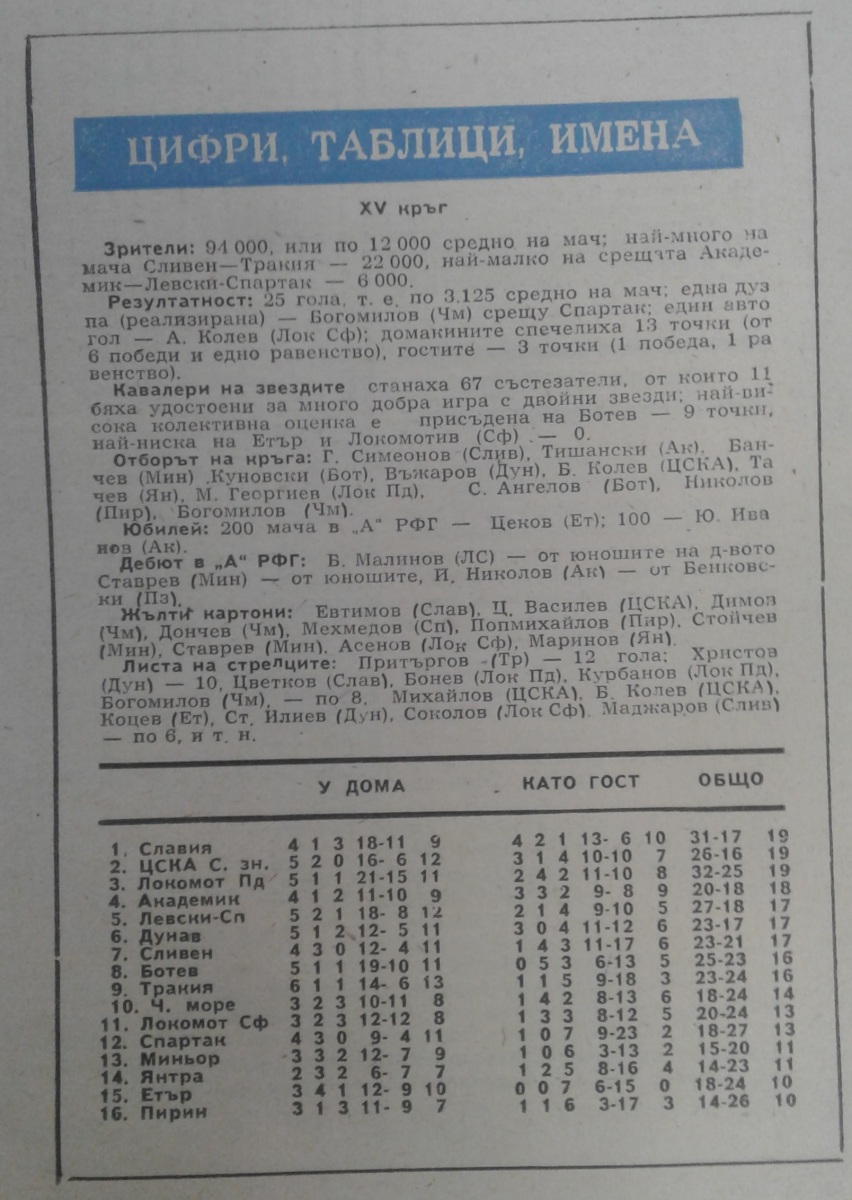 ЦИФРИ, ТАБЛИЦИ, ИМЕНА
XV кръг
Зрители: 94 000, или по 12 000 средно на мач; най-много на
мача Сливен—Тракия — 22 000, най-малко на срещата Акаде-
мик—Левски-Спартак — 6 000.
Резултатност: 25 гола, т. е. по 3.125 средно на мач; една дуз
па (реализирана) — Богомилов (Чм) срещу Спартак; един авто
гол — А. Колев (Лок Сф); домакините спечелиха 13 точки (от
6 победи и едно равенство), гостите — 3 точки (1 победа, 1 ра
венство).
Кавалери на звездите станаха 67 състезатели, от които 11
бяха удостоени за много добра игра с двойни звезди; най-ви-
сока колективна оценка е присъдена на Ботев — 9 точки,
най-ниска на Етър и Локомотив (Сф) — 0.
Отборът на кръга: Г. Симеонов (Слив), Тишански (Ак). Бан-
чев (Мин) .Куновски (Бот), Въжаров (Дун), Б. Колев (ЦСКА), Та
чев (Ян), М. Георгиев (Лок Пд), С. Ангелов (Бот), Николов
(Пир), Богомилов (Чм).
Юбилей: 200 мача в „А" РФГ — Цеков (Ет); 100 — Ю. Ива
нов (Ак).
Дебют в „А" РФГ: Б. Малинов (ЛС) — от юношите на д-вото
Ставрев (Мин) — от юношите, И. Николов (Ак) — от Бенковс-
ки (Пз).
Жълти картони: Евтимов (Слав), Ц. Василев (ЦСКА), Димов
(Чм), Дончев (Чм), Мехмедов (Сп), Попмихайлов (Пир), Стойчев
(Мин), Ставрев (Мин), Асенов (Лок Сф), Маринов (Ян).
Листа на стрелците: Притъргов (Тр) — 12 гола; Христов
(Дун) — 10, Цветков (Слав), Бонев (Лок Пд), Курбанов (Лок Пд),
Богомилов (Чм), — по 8, Михайлов (ЦСКА), Б. Колев (ЦСКА),
Коцев (Ет), Ст. Илиев (Дун), Соколов (Лок Сф). Маджаров (Слив)
— по 6, и т. н.
У ДОМА КАТО ГОСТ ОБЩО
1. Славия 4 1 3 18-11 9 4 2 1 13- 6 10 31-17 19
2. ЦСКА С. зн. 5 2 0 16- 6 12 3 1 4 10-10 7 26-16 19
3. Локомот Пд 5 1 1 21-15 11 2 4 2 11-10 8 32-25 19
4. Академик 4 1 2 11-10 9 3 3 2 9- 8 9 20-18 18
5. Левски-Сп 5 2 1 18- 8 12 2 1 4 9-10 5 27-18 17
6. Дунав 5 1 2 12- 5 11 3 0 4 11-12 6 23-17 17
7. Сливен 4 3 0 12- 4 11 1 4 3 11-17 6 23-21 17
8. Ботев 5 1 1 19-10 11 0 5 3 6-13 5 25-23 16
9. Тракия 6 1 1 14- 6 13 1 1 5 9-18 3 23-24 16
10. Ч. море 3 2 3 10-11 8 1 4 2 8-13 6 18-24 14
11. Локомот Сф 3 2 3 12-12 8 1 3 3 8-12 5 20-24 13
12. Спартак 4 3 0 9- 4 11 1 0 7 9-23 2 18-27 13
13. Миньор 3 3 2 12- 7 9 1 0 6 3-13 2 15-20 11
14. Янтра 2 3 2 6- 7 7 1 2 5 8-16 4 14-23 11
15. Етър 3 4 1 12- 9 10 0 0 7 6-15 0 18-24 10
16. Пирин 3 1 3 11- 9 7 1 1 6 3-17 3 14-26 10